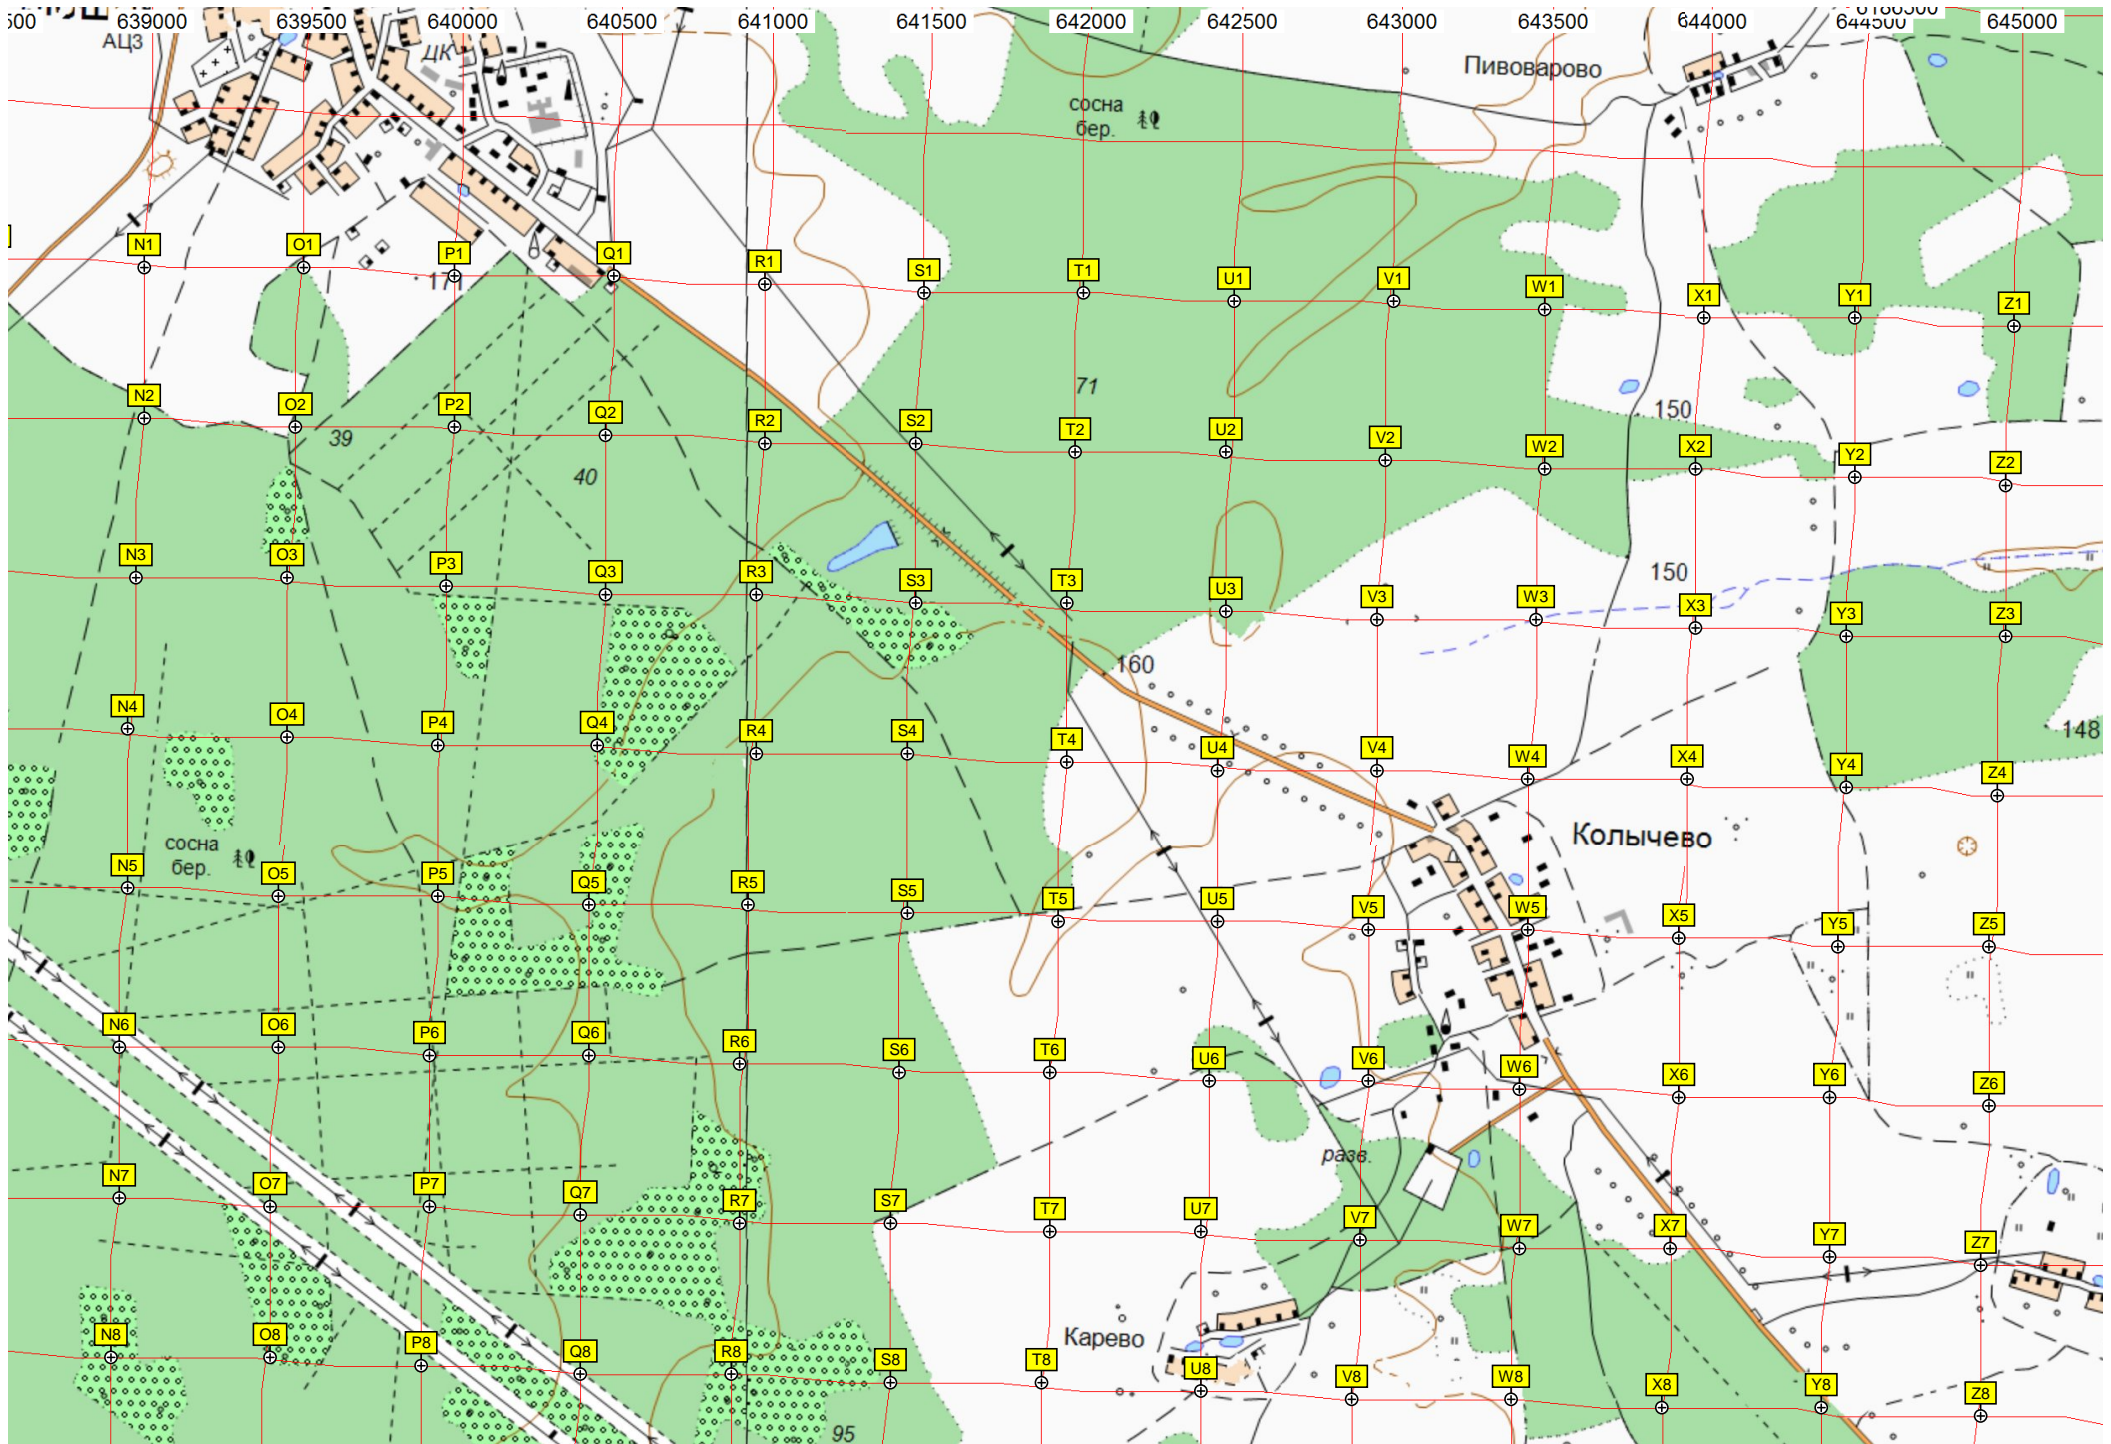 500 639000 639500 640000 640500 641000 641500 642000 642500 643000 643500 644000 644500 645000
АЦЗ
ДК
Пивоварово
сосна
бер.
N1 O1 P1 Q1 R1 S1 T1 U1 V1 W1 X1 Y1 Z1
71
150
N2 O2 P2 Q2 R2 S2 T2 U2 V2 W2 X2 Y2 Z2
39
40
150
N3 O3 P3 Q3 R3 S3 T3 U3 V3 W3 X3 Y3 Z3
160
148
N4 O4 P4 Q4 R4 S4 T4 U4 V4 W4 X4 Y4 Z4
Колычево
сосна
бер.
N5 O5 P5 Q5 R5 S5 T5 U5 V5 W5 X5 Y5 Z5
N6 O6 P6 Q6 R6 S6 T6 U6 V6 W6 X6 Y6 Z6
разв.
N7 O7 P7 Q7 R7 S7 T7 U7 V7 W7 X7 Y7 Z7
Карево
N8 O8 P8 Q8 R8 S8 T8 U8 V8 W8 X8 Y8 Z8
95